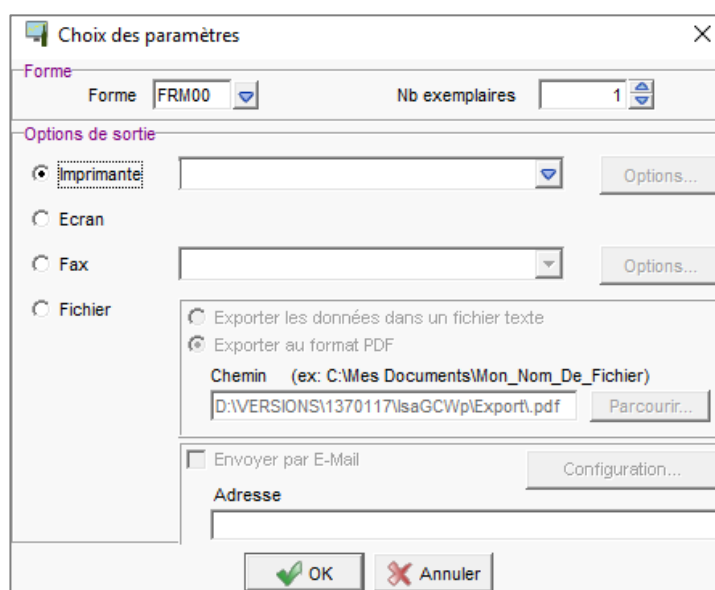 Choix des paramètres
Forme
Forme FRM00 Nb exemplaires 1
Options de sortie
Imprimante Options...
Ecran
Fax Options...
Fichier
Exporter les données dans un fichier texte
Exporter au format PDF
Chemin (ex: C:\Mes Documents\Mon_Nom_De_Fichier)
D:\VERSIONS\1370117\IsaGCWp\Export\.pdf Parcourir...
Envoyer par E-Mail Configuration...
Adresse
OK Annuler